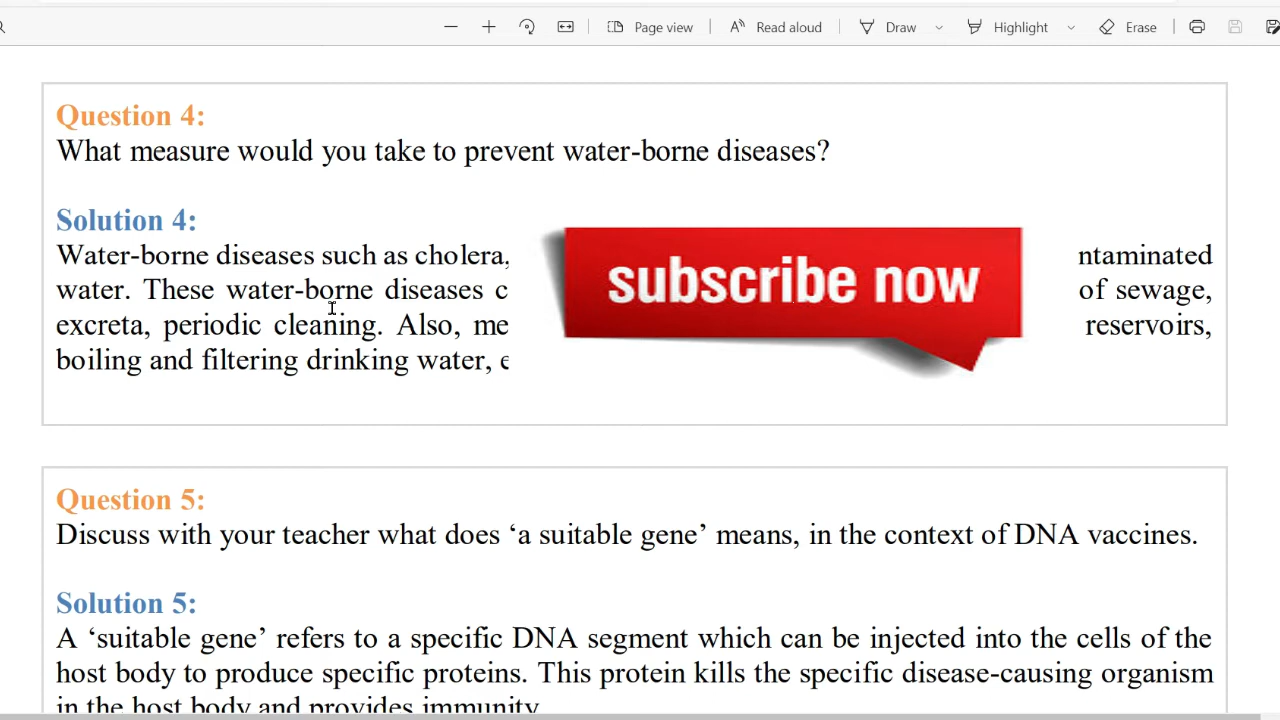 Page view Read aloud Draw Highlight Erase
Question 4:
What measure would you take to prevent water-borne diseases?
Solution 4:
Water-borne diseases such as cholera, ntaminated
water. These water-borne diseases c of sewage,
subscribe now
excreta, periodic cleaning. Also, me reservoirs,
boiling and filtering drinking water,
Question 5:
Discuss with your teacher what does ‘a suitable gene’ means, in the context of DNA vaccines.
Solution 5:
A ‘suitable gene’ refers to a specific DNA segment which can be injected into the cells of the
host body to produce specific proteins. This protein kills the specific disease-causing organism
in the host body and provides immunity.